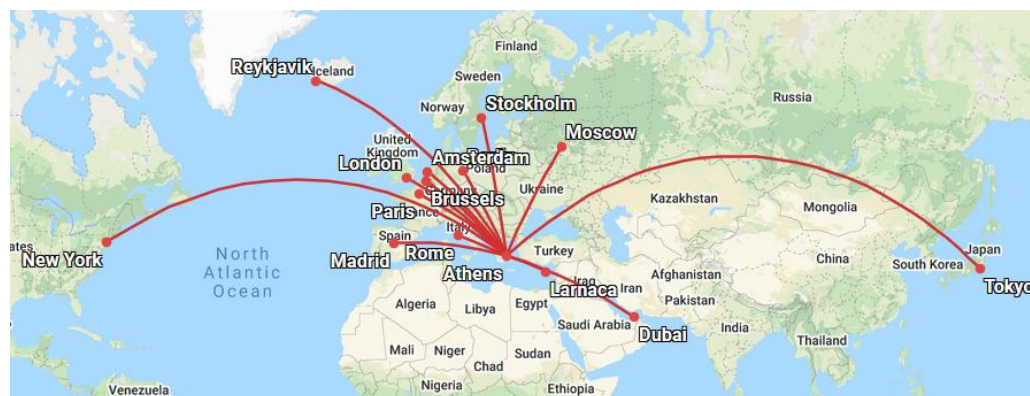 Finland
Iceland
Reykjavik
Sweden
Russia
Norway
Stockholm
Moscow
United
Kingdom
London
Amsterdam
Poland
Germany
Ukraine
Brussels
Paris
Kazakhstan
Mongolia
New York
North
Atlantic
Ocean
Spain
Italy
Madrid
Rome
Athens
Turkey
Japan
China
South Korea
Tokyo
Larnaca
Iraq
Iran
Afghanistan
Pakistan
Algeria
Libya
Egypt
Saudi Arabia
Dubai
India
Mali
Niger
Sudan
Chad
Thailand
Nigeria
Ethiopia
Venezuela